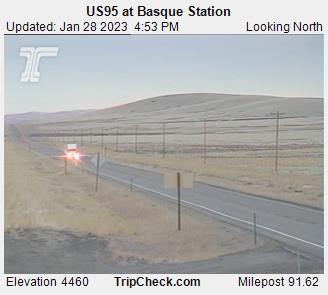 US95 at Basque Station
Updated: Jan 28 2023 4:53 PM Looking North
Elevation 4460 TripCheck.com Milepost 91.62